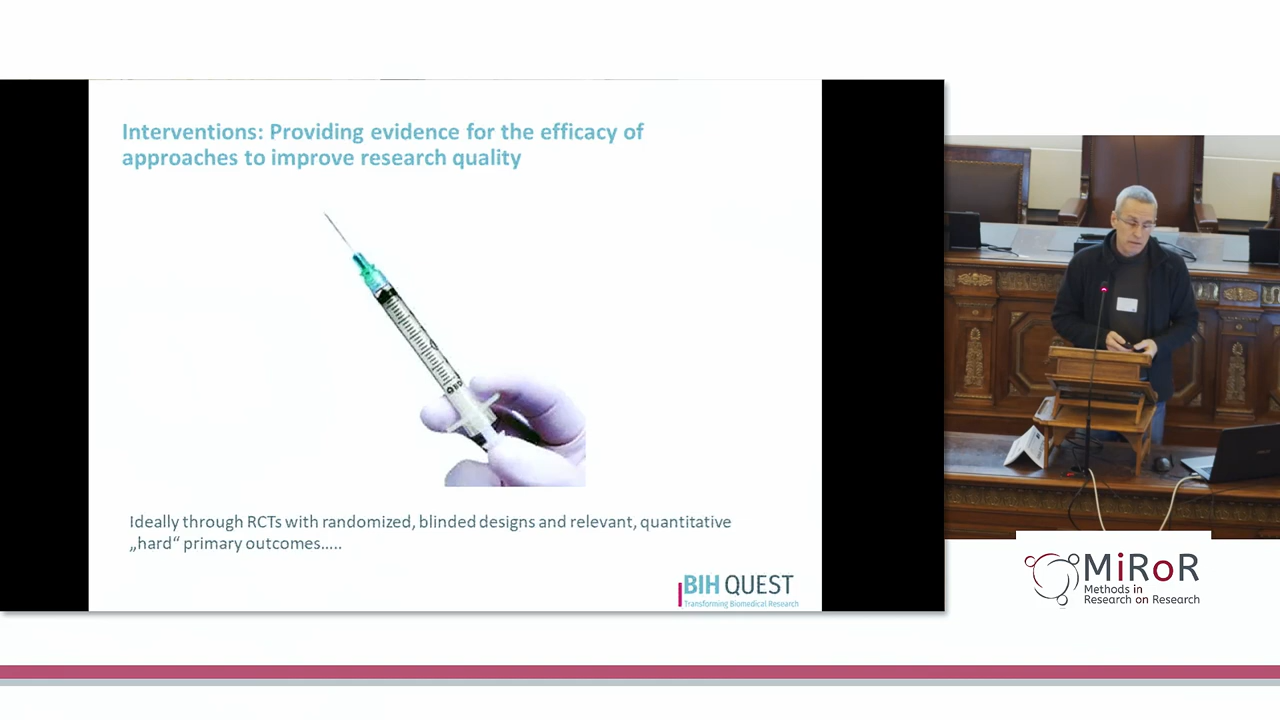 Interventions: Providing evidence for the efficacy of
approaches to improve research quality
Ideally through RCTs with randomized, blinded designs and relevant, quantitative
„hard“ primary outcomes.....
BIH QUEST
Transforming Biomedical Research
MiRoR
Methods in
Research on Research